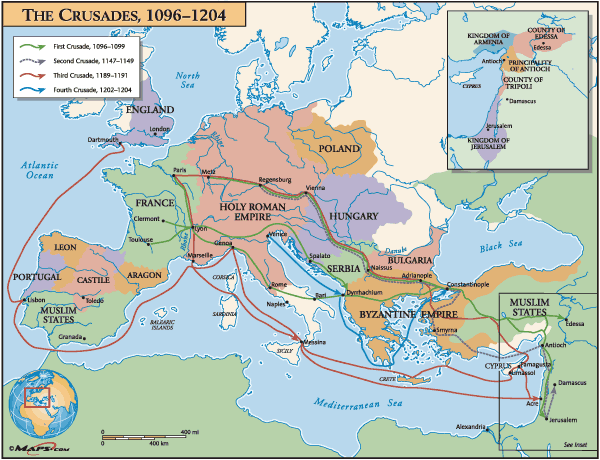 THE CRUSADES, 1096–1204
First Crusade, 1096–1099
Second Crusade, 1147–1149
Third Crusade, 1189–1191
Fourth Crusade, 1202–1204
KINGDOM OF
ARMENIA
COUNTY OF
EDESSA
Edessa
Antioch
PRINCIPALITY
OF ANTIOCH
COUNTY OF
TRIPOLI
CYPRUS
Damascus
Jerusalem
KINGDOM OF
JERUSALEM
North
Sea
ENGLAND
London
Dartmouth
Atlantic
Ocean
POLAND
Paris
Metz
Regensburg
Vienna
FRANCE
HOLY ROMAN
EMPIRE
HUNGARY
Clermont
Lyon
Toulouse
Rhône
Venice
Genoa
Marseille
Spalato
Danube
BULGARIA
Black Sea
SERBIA
Naissus
Adrianople
Constantinople
LEON
PORTUGAL
CASTILE
ARAGON
Toledo
Lisbon
MUSLIM
STATES
Granada
BALEARIC
ISLANDS
CORSICA
SARDINIA
Rome
Naples
Bari
Dyrrhachium
BYZANTINE EMPIRE
Smyrna
MUSLIM
STATES
Edessa
Antioch
SICILY
Messina
CRETE
CYPRUS
Famagusta
Limassol
Damascus
Acre
Jerusalem
Mediterranean Sea
Alexandria
See Inset
0
400 mi
0
400 km
©MAPS.COM